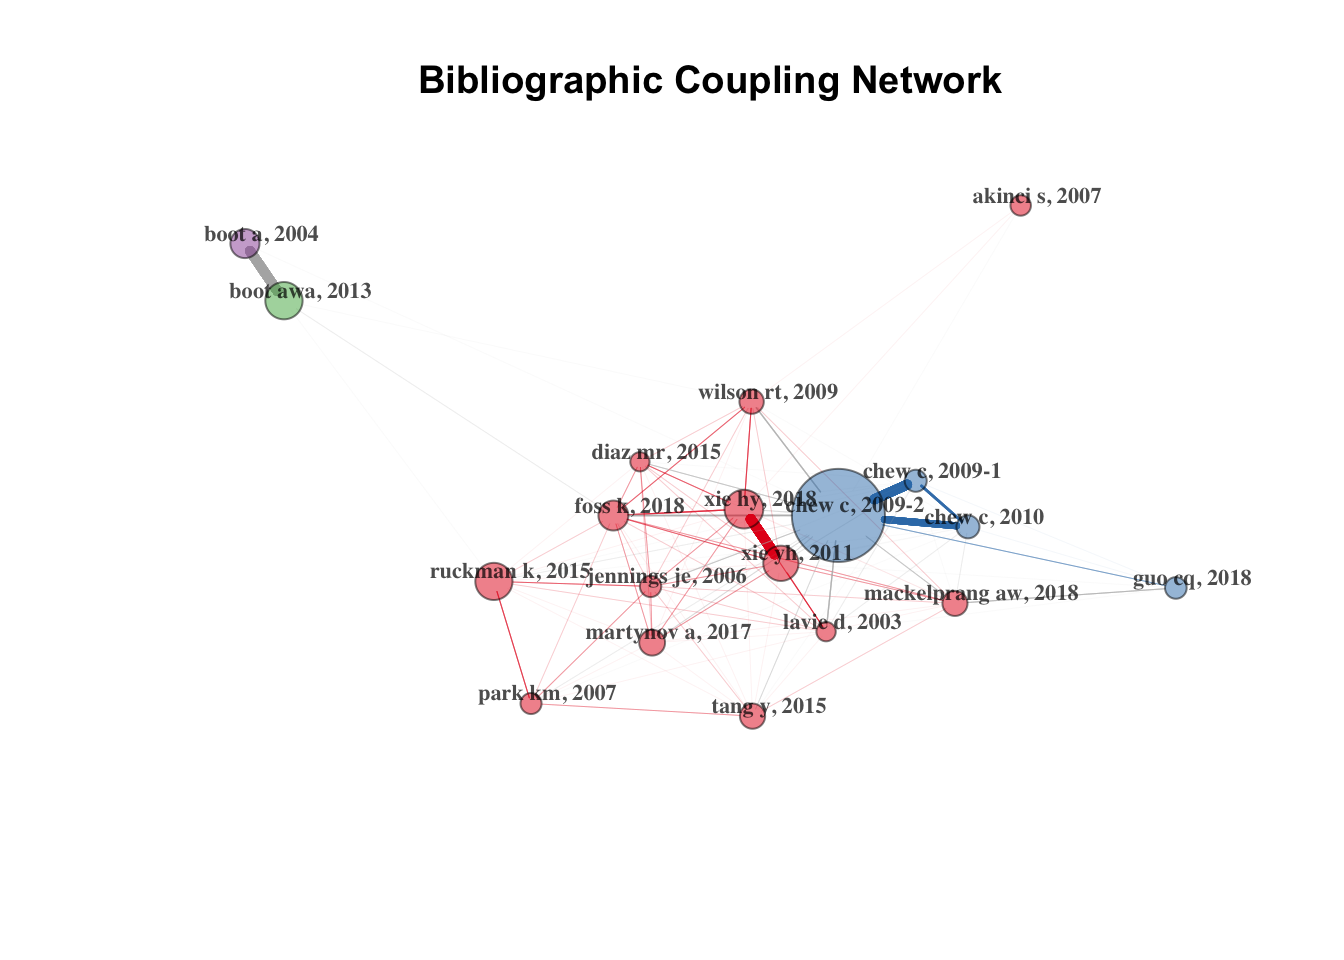 Bibliographic Coupling Network
akinci s, 2007
boot a, 2004
boot awa, 2013
wilson rt, 2009
diaz mr, 2015
chew c, 2009-1
xie hy, 2018
foss k, 2018
chew c, 2009-2
chew c, 2010
xie yh, 2011
ruckman k, 2015
jennings je, 2006
guo cq, 2018
mackelprang aw, 2018
lavie d, 2003
martynov a, 2017
park km, 2007
tang y, 2015